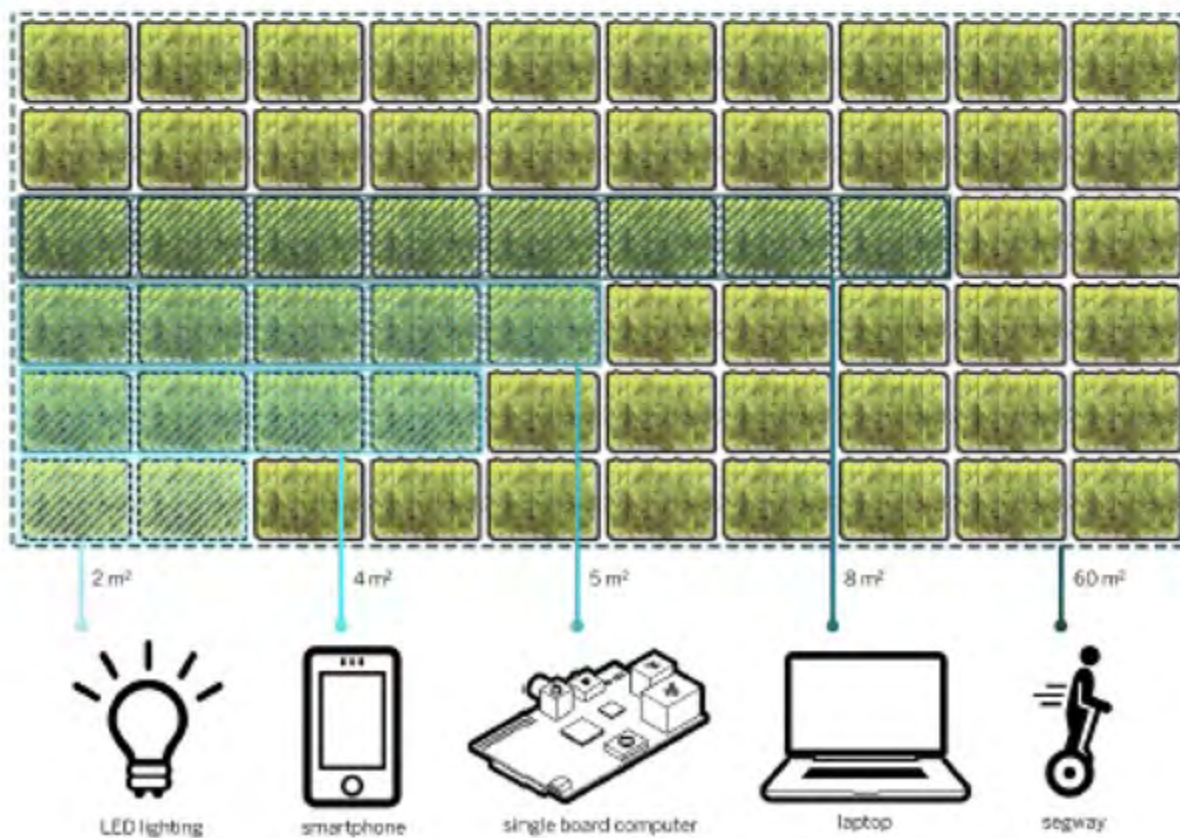 2 m²
4 m²
5 m²
8 m²
60 m²
LED lighting
smartphone
single board computer
laptop
segway